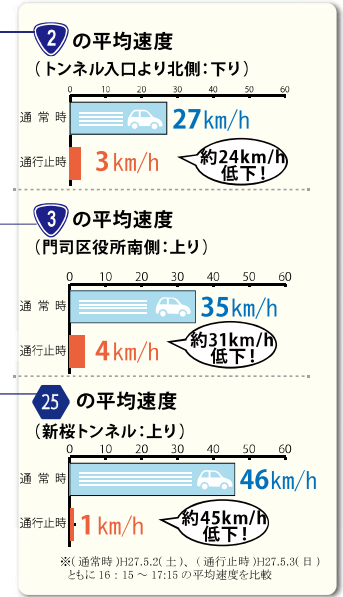 2 の平均速度
(トンネル入口より北側：下り)
0 10 20 30 40 50 60
通常時 27km/h
通行止時 3km/h 約24km/h
低下！
3 の平均速度
(門司区役所南側：上り)
0 10 20 30 40 50 60
通常時 35km/h
通行止時 4km/h 約31km/h
低下！
25 の平均速度
(新桜トンネル：上り)
0 10 20 30 40 50 60
通常時 46km/h
通行止時 1km/h 約45km/h
低下！
※(通常時)H27.5.2(土)、(通行止時)H27.5.3(日)
ともに16：15～17:15の平均速度を比較